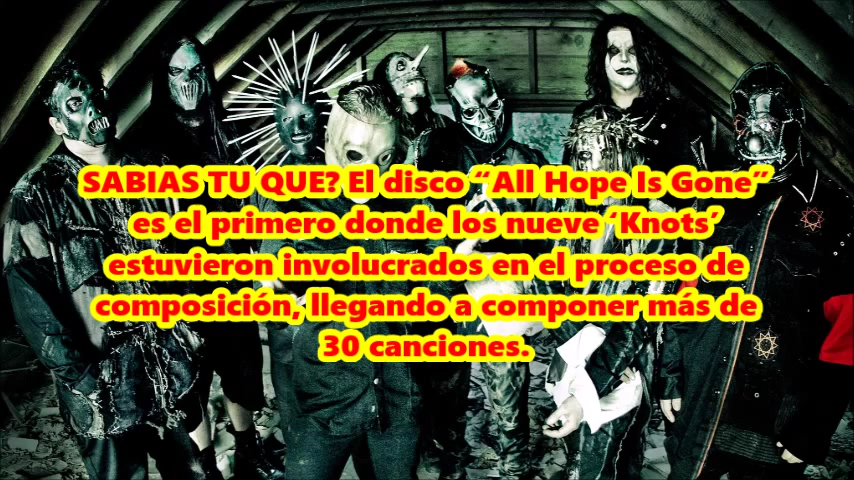 SABIAS TU QUE? El disco “All Hope Is Gone”
es el primero donde los nueve ‘Knots’
estuvieron involucrados en el proceso de
composición, llegando a componer más de
30 canciones.